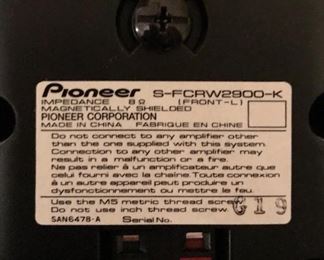 Pioneer S-FCRW2900-K
IMPEDANCE 8Ω (FRONT-L)
MAGNETICALLY SHIELDED
PIONEER CORPORATION
MADE IN CHINA FABRIQUÉ EN CHINE
Do not connect to any amplifier other
than the one supplied with this system.
Connection to any other amplifier may
result in malfunction or fire.
Ne pas relier à un amplificateur autre que
celui fourni avec la chaine. Toute connexion
à un autre appareil peut produire un
dysfonctionnement ou mettre le feu.
Use the M5 metric thread screw.
Do not use inch thread screw. G19
SAN6478-A Serial No.